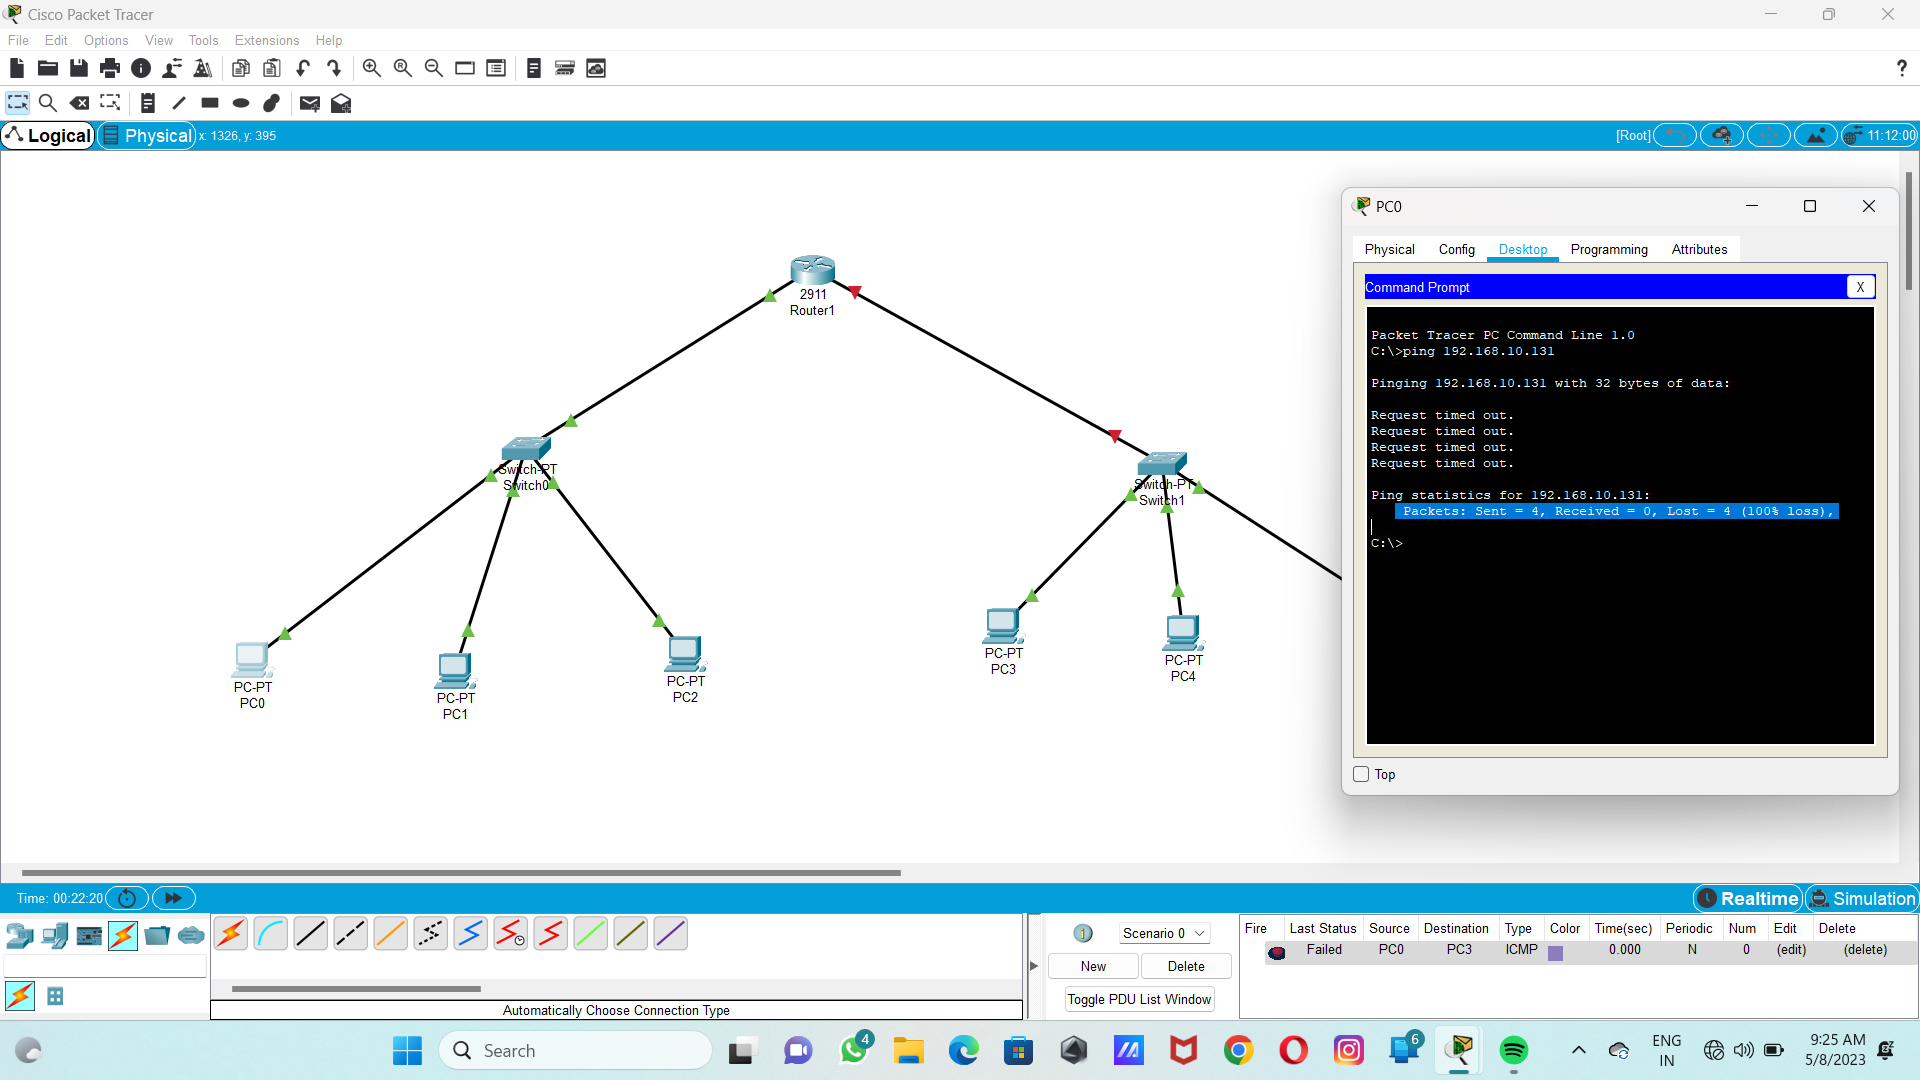 Cisco Packet Tracer
File Edit Options View Tools Extensions Help
?
Logical Physical x: 1326, y: 395
[Root] 11:12:00
2911
Router1
Switch-PT
Switch0
Switch-PT
Switch1
PC-PT
PC0
PC-PT
PC1
PC-PT
PC2
PC-PT
PC3
PC-PT
PC4
PC0
Physical Config Desktop Programming Attributes
Command Prompt X
Packet Tracer PC Command Line 1.0
C:\>ping 192.168.10.131
Pinging 192.168.10.131 with 32 bytes of data:
Request timed out.
Request timed out.
Request timed out.
Request timed out.
Ping statistics for 192.168.10.131:
Packets: Sent = 4, Received = 0, Lost = 4 (100% loss),
C:\>
Top
Time: 00:22:20
Realtime Simulation
Automatically Choose Connection Type
Scenario 0
New Delete
Toggle PDU List Window
Fire Last Status Source Destination Type Color Time(sec) Periodic Num Edit Delete
Failed PC0 PC3 ICMP 0.000 N 0 (edit) (delete)
Search
4
6
ENG
IN
9:25 AM
5/8/2023